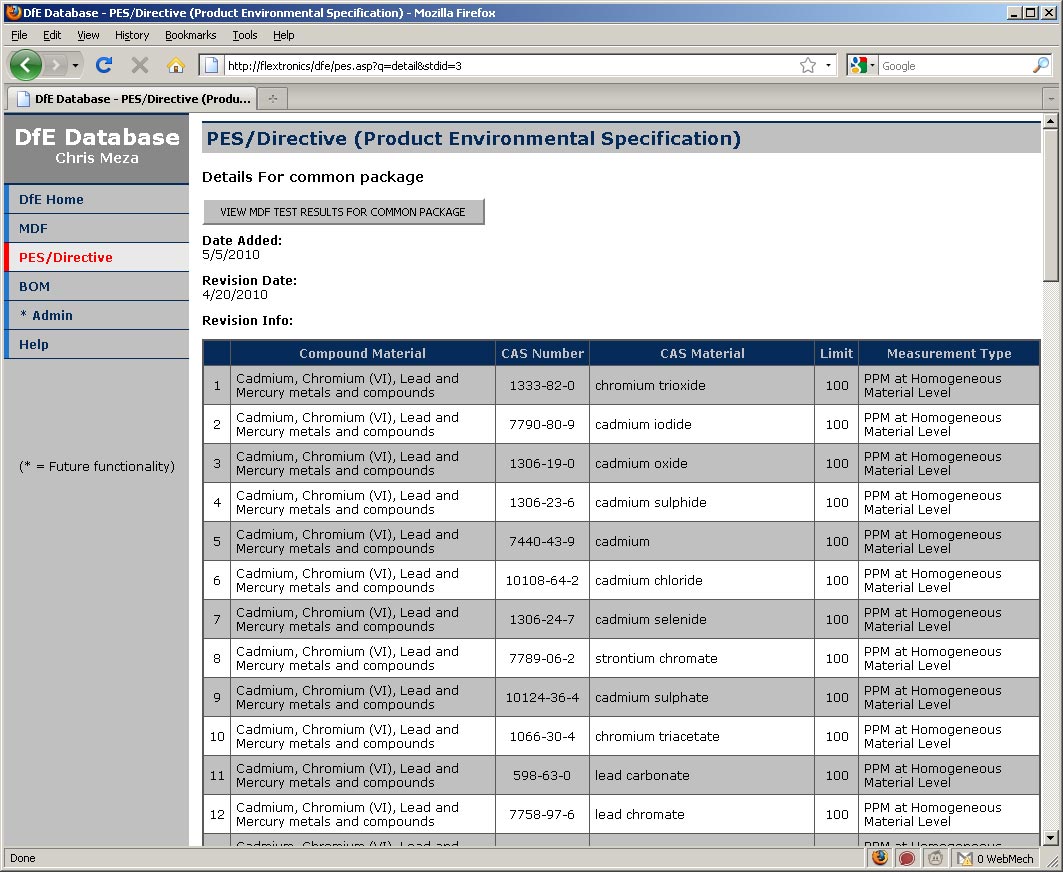 DfE Database - PES/Directive (Product Environmental Specification) - Mozilla Firefox
File Edit View History Bookmarks Tools Help
http://flextronics/dfe/pes.asp?q=detail&stdid=3
Google
DfE Database - PES/Directive (Produ...
DfE Database
Chris Meza
DfE Home
MDF
PES/Directive
BOM
* Admin
Help
(* = Future functionality)
PES/Directive (Product Environmental Specification)
Details For common package
VIEW MDF TEST RESULTS FOR COMMON PACKAGE
Date Added:
5/5/2010
Revision Date:
4/20/2010
Revision Info:
Compound Material CAS Number CAS Material Limit Measurement Type
1 Cadmium, Chromium (VI), Lead and 1333-82-0 chromium trioxide 100 PPM at Homogeneous
Mercury metals and compounds Material Level
2 Cadmium, Chromium (VI), Lead and 7790-80-9 cadmium iodide 100 PPM at Homogeneous
Mercury metals and compounds Material Level
3 Cadmium, Chromium (VI), Lead and 1306-19-0 cadmium oxide 100 PPM at Homogeneous
Mercury metals and compounds Material Level
4 Cadmium, Chromium (VI), Lead and 1306-23-6 cadmium sulphide 100 PPM at Homogeneous
Mercury metals and compounds Material Level
5 Cadmium, Chromium (VI), Lead and 7440-43-9 cadmium 100 PPM at Homogeneous
Mercury metals and compounds Material Level
6 Cadmium, Chromium (VI), Lead and 10108-64-2 cadmium chloride 100 PPM at Homogeneous
Mercury metals and compounds Material Level
7 Cadmium, Chromium (VI), Lead and 1306-24-7 cadmium selenide 100 PPM at Homogeneous
Mercury metals and compounds Material Level
8 Cadmium, Chromium (VI), Lead and 7789-06-2 strontium chromate 100 PPM at Homogeneous
Mercury metals and compounds Material Level
9 Cadmium, Chromium (VI), Lead and 10124-36-4 cadmium sulphate 100 PPM at Homogeneous
Mercury metals and compounds Material Level
10 Cadmium, Chromium (VI), Lead and 1066-30-4 chromium triacetate 100 PPM at Homogeneous
Mercury metals and compounds Material Level
11 Cadmium, Chromium (VI), Lead and 598-63-0 lead carbonate 100 PPM at Homogeneous
Mercury metals and compounds Material Level
12 Cadmium, Chromium (VI), Lead and 7758-97-6 lead chromate 100 PPM at Homogeneous
Mercury metals and compounds Material Level
Done
0 WebMech